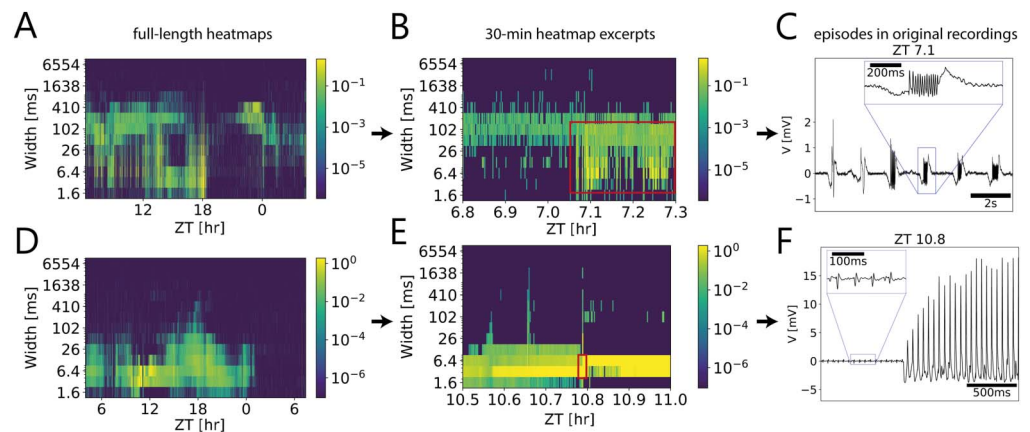 A
full-length heatmaps
Width [ms]
6554
1638
410
102
26
6.4
1.6
12
18
0
ZT [hr]
10⁻¹
10⁻³
10⁻⁵
B
30-min heatmap excerpts
Width [ms]
6554
1638
410
102
26
6.4
1.6
6.8
6.9
7.0
7.1
7.2
7.3
ZT [hr]
10⁻¹
10⁻³
10⁻⁵
C
episodes in original recordings
ZT 7.1
200ms
V [mV]
2
1
0
−1
2s
D
Width [ms]
6554
1638
410
102
26
6.4
1.6
6
12
18
0
6
ZT [hr]
10⁰
10⁻²
10⁻⁴
10⁻⁶
E
Width [ms]
6554
1638
410
102
26
6.4
1.6
10.5
10.6
10.7
10.8
10.9
11.0
ZT [hr]
10⁰
10⁻²
10⁻⁴
10⁻⁶
F
ZT 10.8
100ms
V [mV]
15
10
5
0
−5
500ms